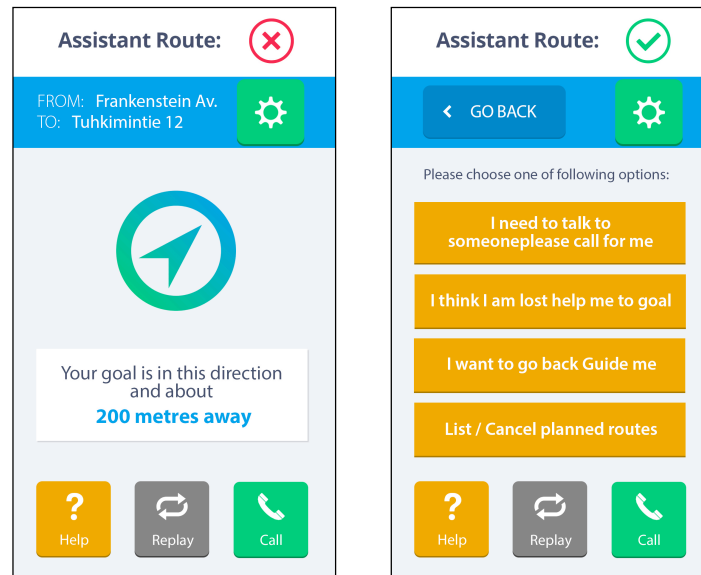 Assistant Route:
FROM: Frankenstein Av.
TO: Tuhkimintie 12
Your goal is in this direction
and about
200 metres away
Help
Replay
Call
Assistant Route:
GO BACK
Please choose one of following options:
I need to talk to
someoneplease call for me
I think I am lost help me to goal
I want to go back Guide me
List / Cancel planned routes
Help
Replay
Call